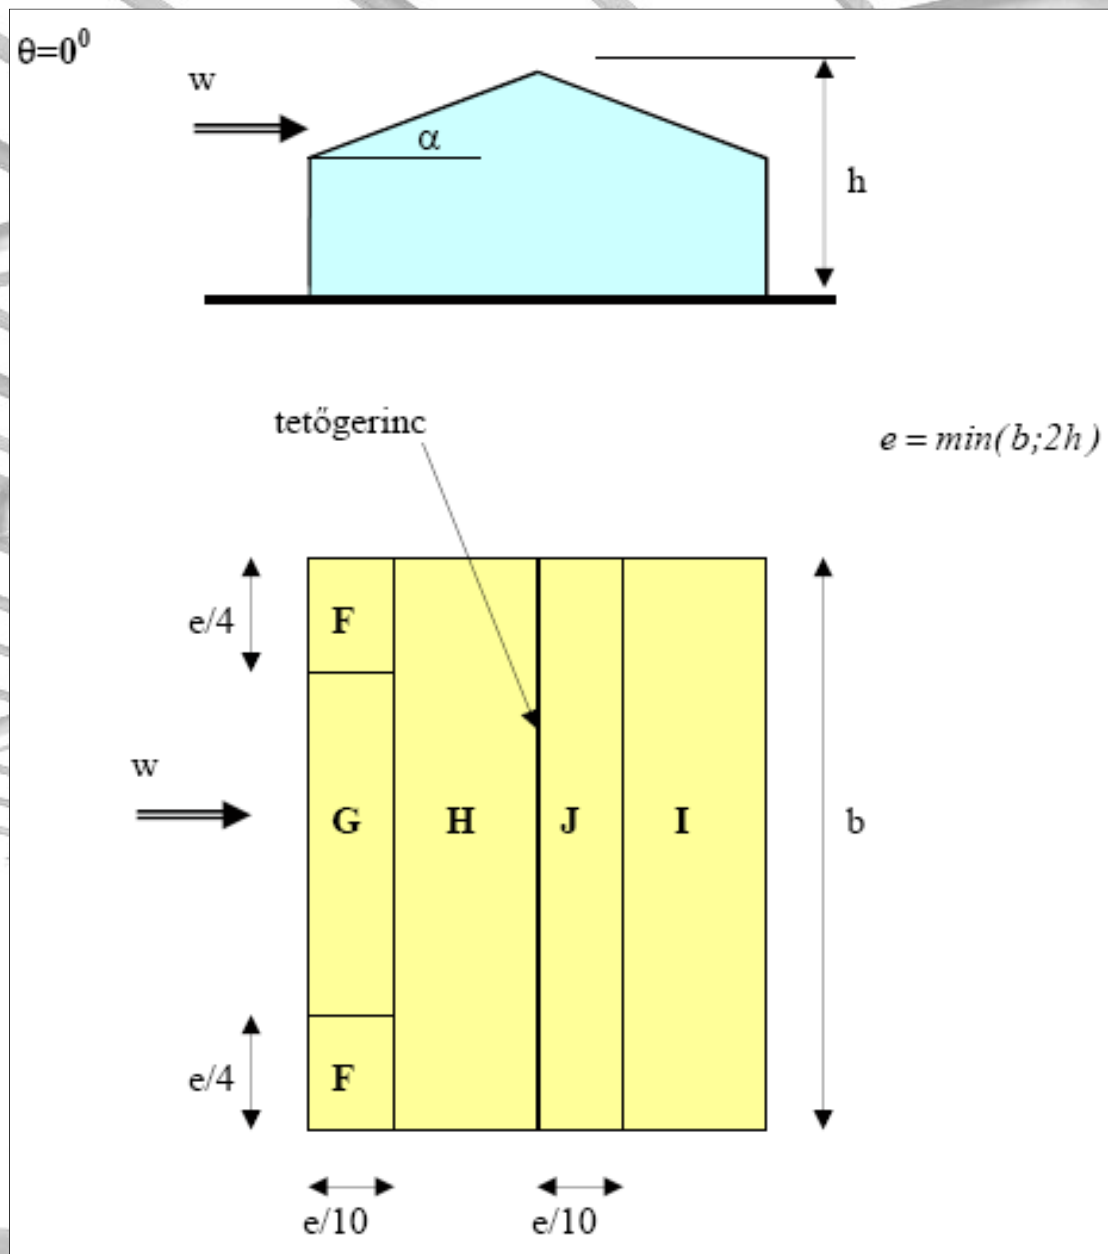 θ=0⁰
w
α
h
tetőgerinc
e = min(b;2h)
e/4
F
w
G H J I
b
e/4
F
e/10 e/10